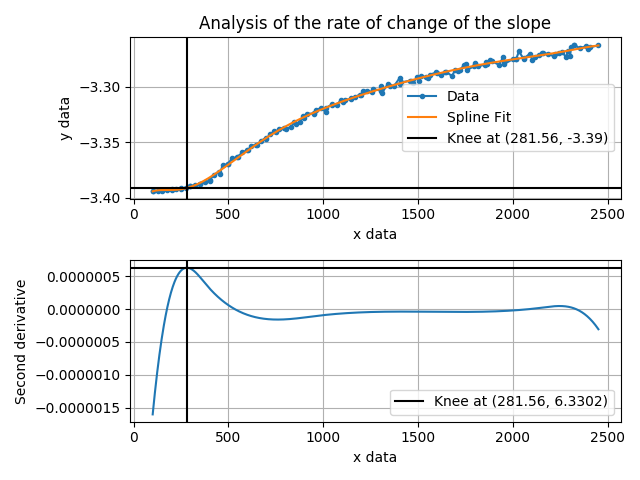 Analysis of the rate of change of the slope
−3.30
−3.35
−3.40
y data
Data
Spline Fit
Knee at (281.56, -3.39)
0 500 1000 1500 2000 2500
x data
0.0000005
0.0000000
−0.0000005
−0.0000010
−0.0000015
Second derivative
Knee at (281.56, 6.3302)
0 500 1000 1500 2000 2500
x data